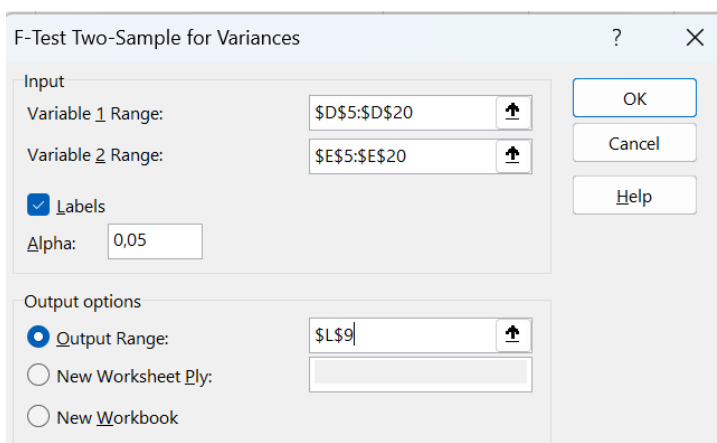 F-Test Two-Sample for Variances ? X
Input
Variable 1 Range: $D$5:$D$20
Variable 2 Range: $E$5:$E$20
Labels
Alpha: 0,05
OK
Cancel
Help
Output options
Output Range: $L$9
New Worksheet Ply:
New Workbook